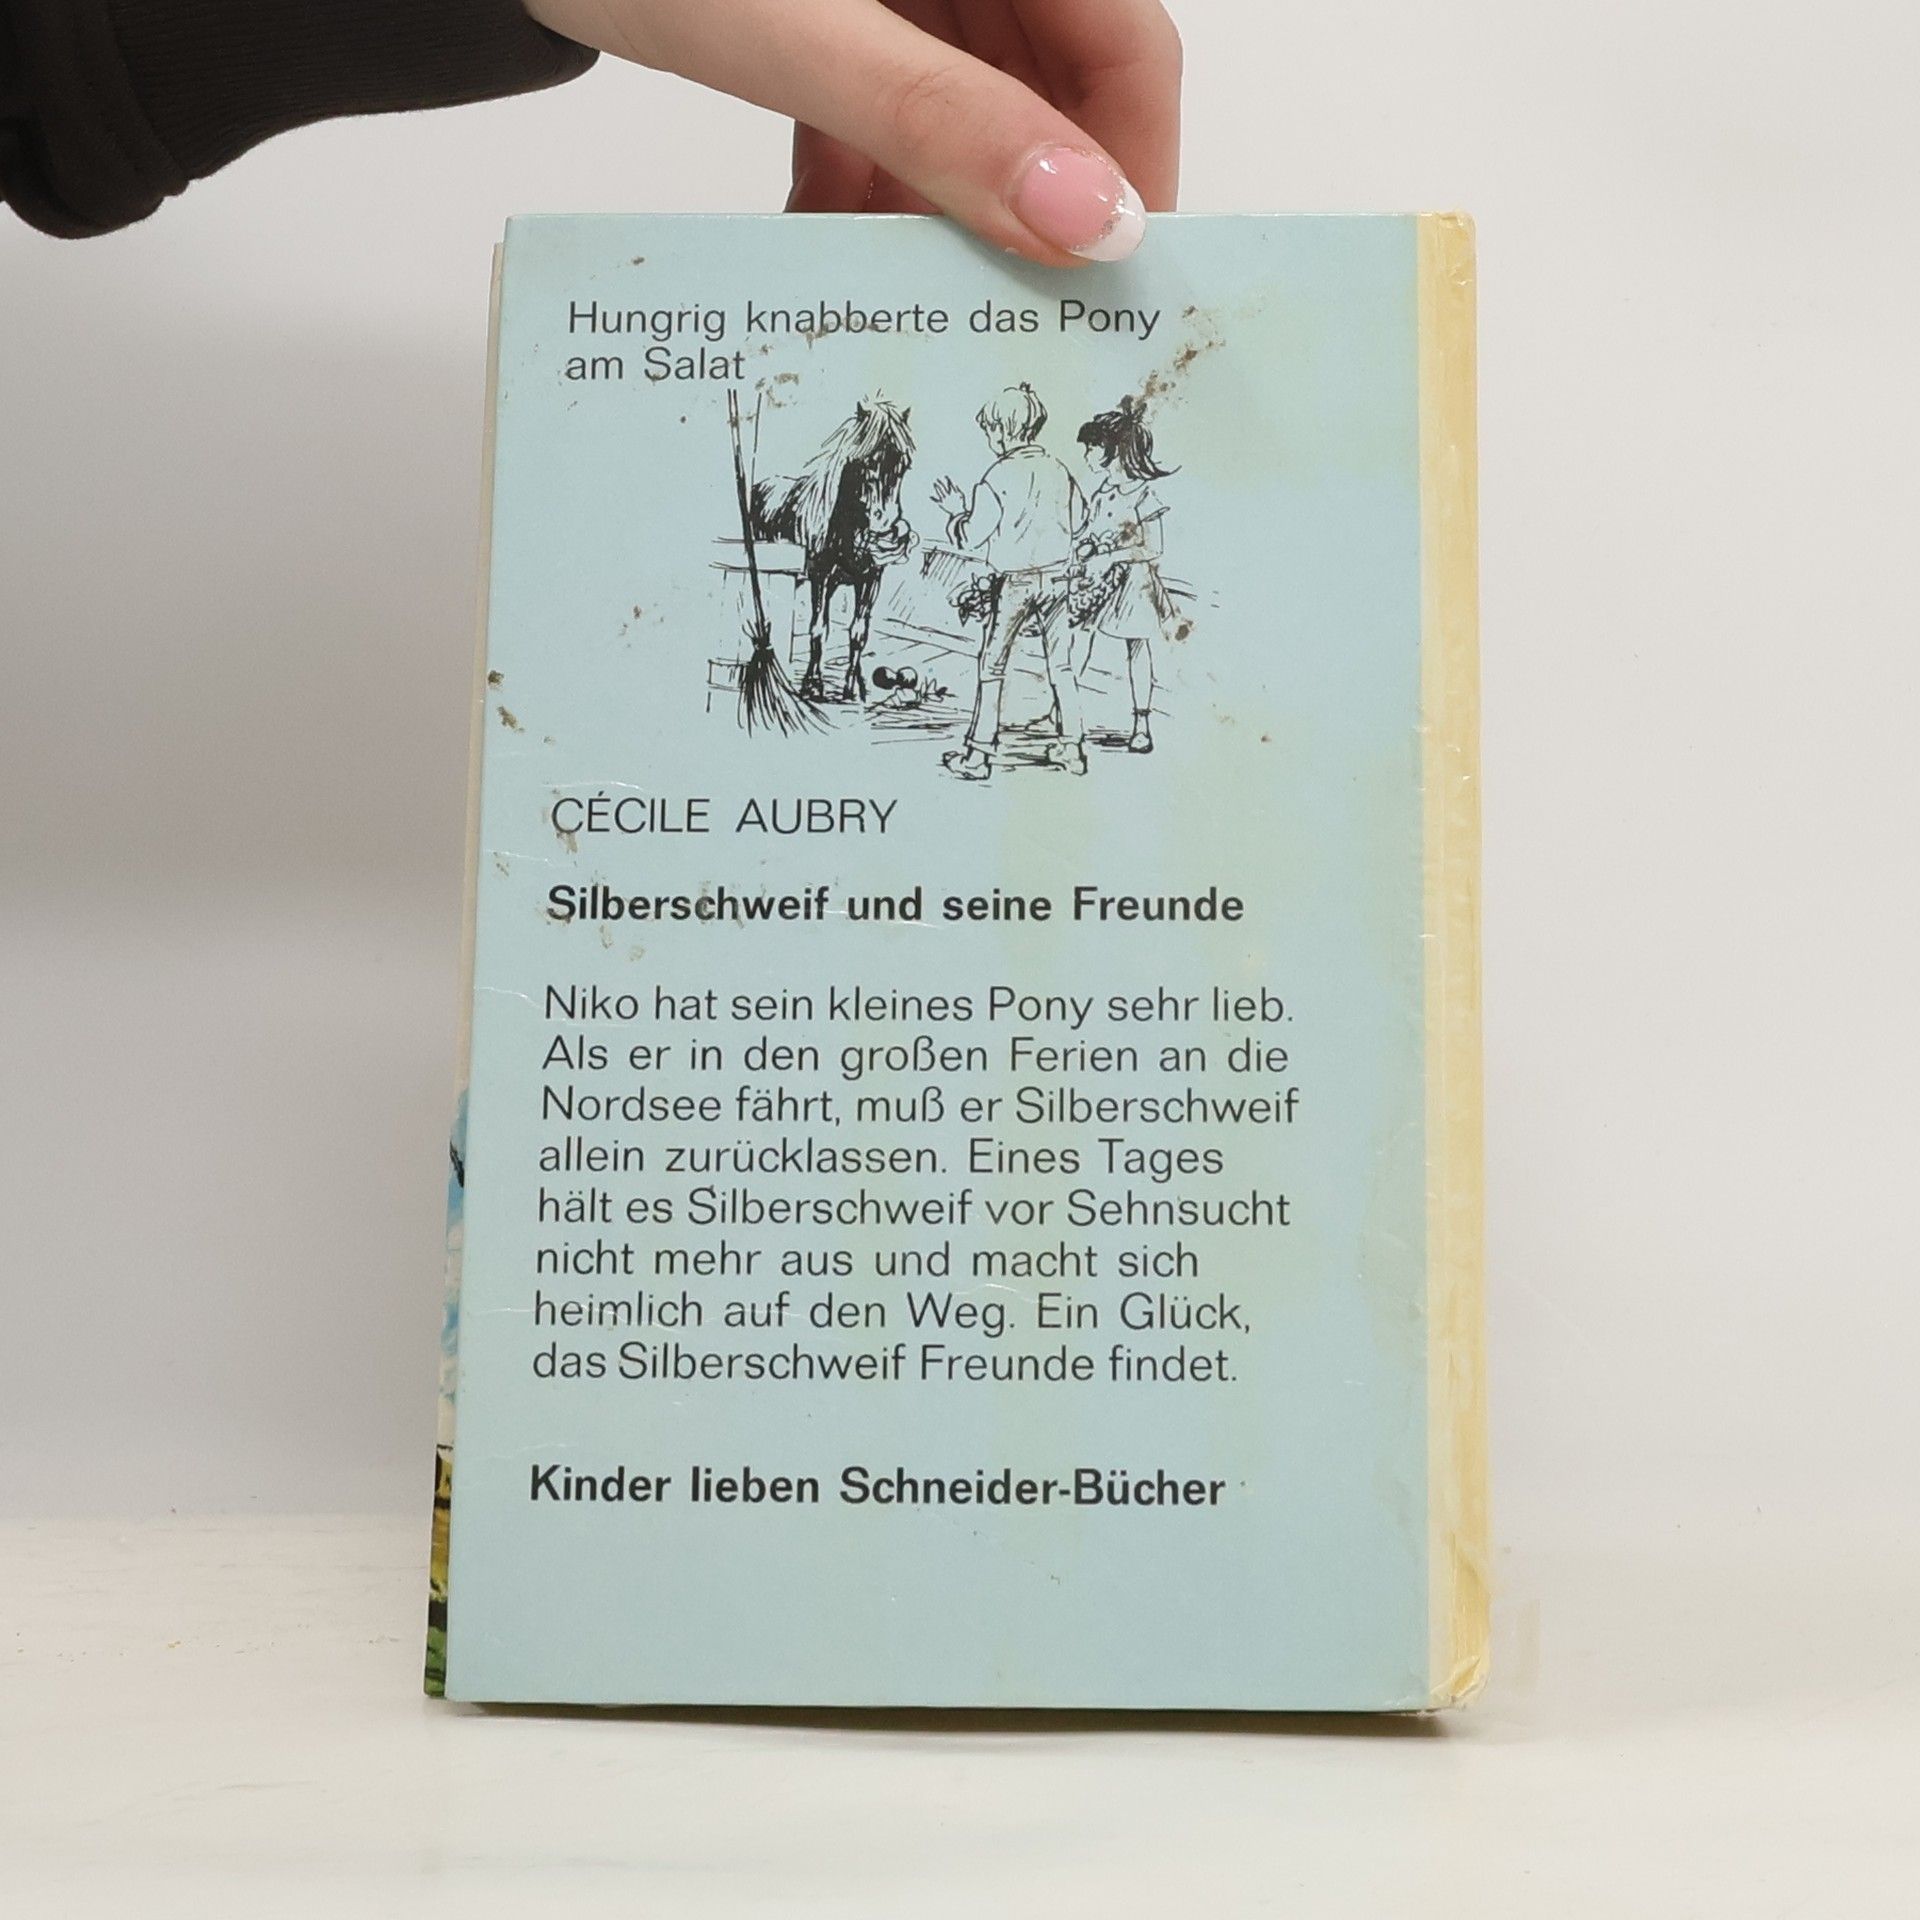 Hungrig knabberte das Pony
am Salat
CÉCILE AUBRY
Silberschweif und seine Freunde
Niko hat sein kleines Pony sehr lieb.
Als er in den großen Ferien an die
Nordsee fährt, muß er Silberschweif
allein zurücklassen. Eines Tages
hält es Silberschweif vor Sehnsucht
nicht mehr aus und macht sich
heimlich auf den Weg. Ein Glück,
das Silberschweif Freunde findet.
Kinder lieben Schneider-Bücher